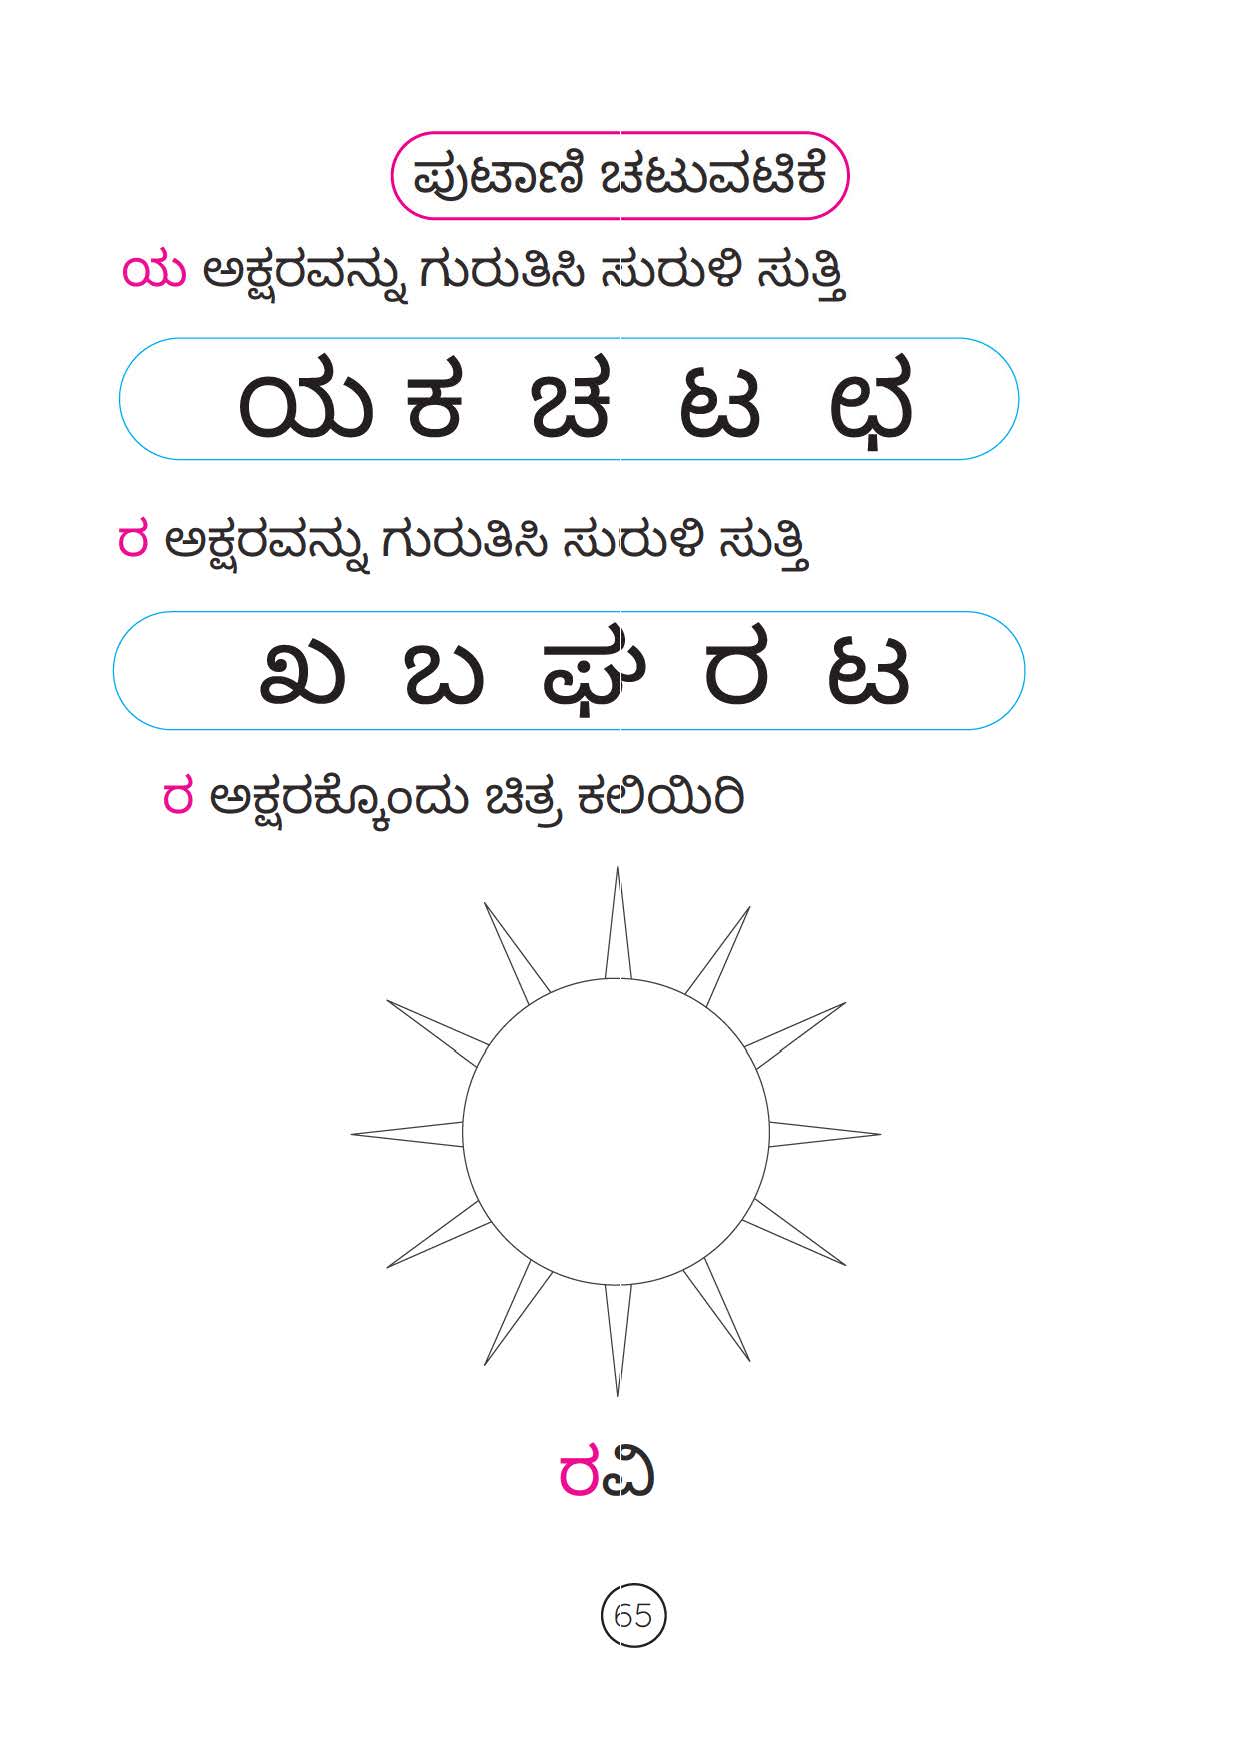 ಪುಟಾಣಿ ಚಟುವಟಿಕೆ
ಯ ಅಕ್ಷರವನ್ನು ಗುರುತಿಸಿ ಸುರುಳಿ ಸುತ್ತಿ
ಯ ಕ ಚ ಟ ಛ
ರ ಅಕ್ಷರವನ್ನು ಗುರುತಿಸಿ ಸುರುಳಿ ಸುತ್ತಿ
ಖ ಬ ಘ ರ ಟ
ರ ಅಕ್ಷರಕ್ಕೊಂದು ಚಿತ್ರ ಕಲಿಯಿರಿ
ರವಿ
65